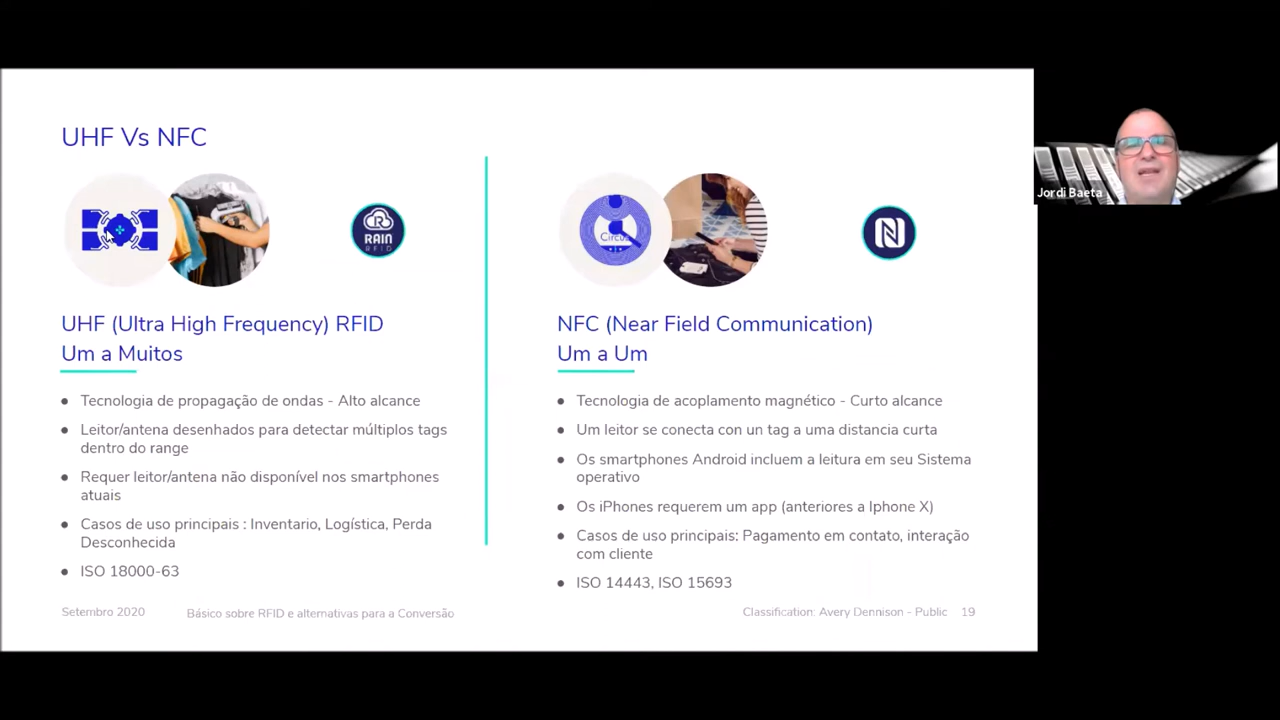 UHF Vs NFC
RAIN
RFID
UHF (Ultra High Frequency) RFID
Um a Muitos
Tecnologia de propagação de ondas - Alto alcance
Leitor/antena desenhados para detectar múltiplos tags
dentro do range
Requer leitor/antena não disponível nos smartphones
atuais
Casos de uso principais : Inventario, Logística, Perda
Desconhecida
ISO 18000-63
NFC (Near Field Communication)
Um a Um
Tecnologia de acoplamento magnético - Curto alcance
Um leitor se conecta con un tag a uma distancia curta
Os smartphones Android incluem a leitura em seu Sistema
operativo
Os iPhones requerem um app (anteriores a Iphone X)
Casos de uso principais: Pagamento em contato, interação
com cliente
ISO 14443, ISO 15693
Setembro 2020
Básico sobre RFID e alternativas para a Conversão
Classification: Avery Dennison - Public
19
Jordi Baeta